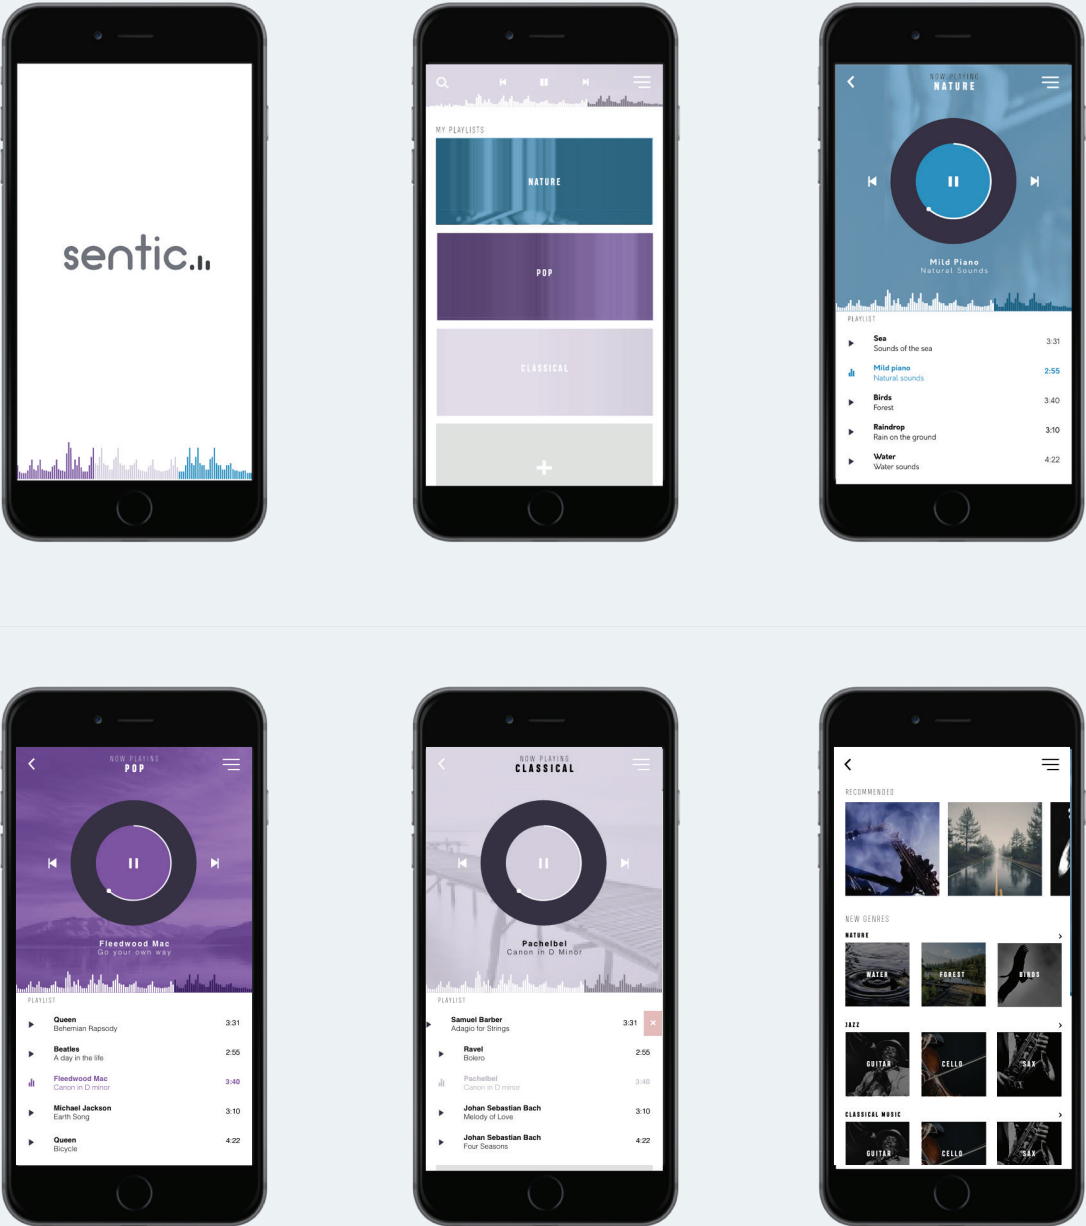 sentic
MY PLAYLISTS
NATURE
POP
CLASSICAL
+
NOW PLAYING
NATURE
Mild Piano
Natural Sounds
PLAYLIST
Sea
Sounds of the sea
3:31
Mild piano
Natural sounds
2:55
Birds
Forest
3:40
Raindrop
Rain on the ground
3:10
Water
Water sounds
4:22
NOW PLAYING
POP
Fleedwood Mac
Go your own way
PLAYLIST
Queen
Behemian Rapsody
3:31
Beatles
A day in the life
2:55
Fleedwood Mac
Canon in D minor
3:40
Michael Jackson
Earth Song
3:10
Queen
Bicycle
4:22
NOW PLAYING
CLASSICAL
Pachelbel
Canon in D Minor
PLAYLIST
Samuel Barber
Adagio for Strings
3:31 ×
Ravel
Bolero
2:55
Pachelbel
Canon in D minor
3:40
Johan Sebastian Bach
Melody of Love
3:10
Johan Sebastian Bach
Four Seasons
4:22
RECOMMENDED
NEW GENRES
NATURE
WATER FOREST BIRDS
JAZZ
GUITAR CELLO SAX
CLASSICAL MUSIC
GUITAR CELLO SAX